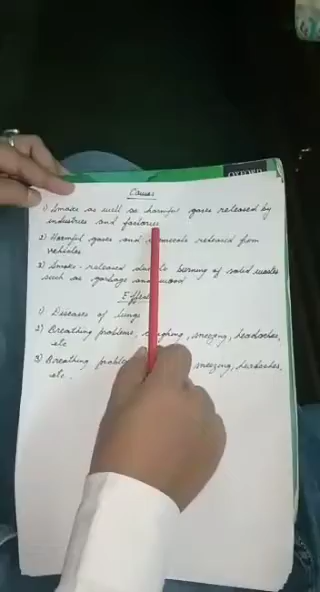 OXFORD
Causes
1) Smoke as well as harmful gases released by
industries and factories
2) Harmful gases and released from
vehicles
3) Smoke released due to burning of solid wastes
such as garbage and wood
Effects
1) Diseases of lungs
2) Breathing problems, coughing, sneezing, headaches,
etc
3) Breathing sneezing, headaches,
etc.